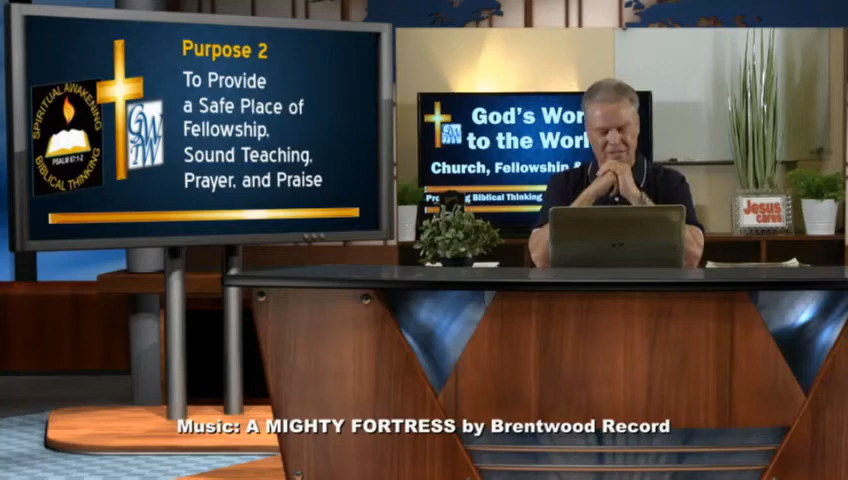 Purpose 2
To Provide
a Safe Place of
Fellowship,
Sound Teaching,
Prayer, and Praise
SPIRITUAL AWAKENING
PSALM 67:1-2
BIBLICAL THINKING
GWTW
God's Wor
to the Worl
Church, Fellowship &
Pro
ng Biblical Thinking
Jesus
cares
Music: A MIGHTY FORTRESS by Brentwood Record